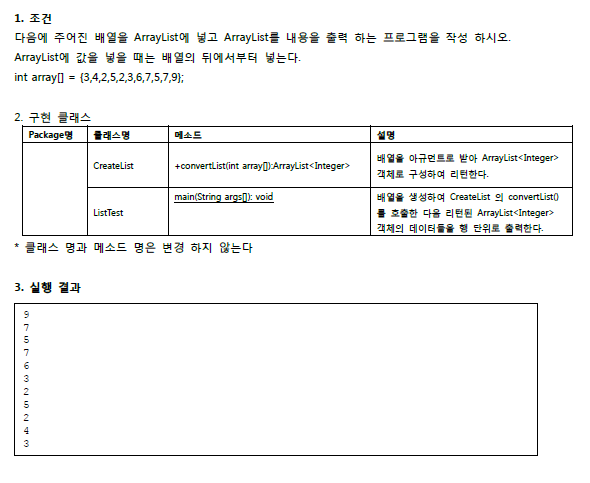 1. 조건
다음에 주어진 배열을 ArrayList에 넣고 ArrayList를 내용을 출력 하는 프로그램을 작성 하시오.
ArrayList에 값을 넣을 때는 배열의 뒤에서부터 넣는다.
int array[] = {3,4,2,5,2,3,6,7,5,7,9};
2. 구현 클래스
Package명 클래스명 메소드 설명
CreateList +convertList(int array[]):ArrayList<Integer> 배열을 아규먼트로 받아 ArrayList<Integer>
객체로 구성하여 리턴한다.
ListTest main(String args[]): void 배열을 생성하여 CreateList 의 convertList()
를 호출한 다음 리턴된 ArrayList<Integer>
객체의 데이터들을 행 단위로 출력한다.
* 클래스 명과 메소드 명은 변경 하지 않는다
3. 실행 결과
9
7
5
7
6
3
2
5
2
4
3